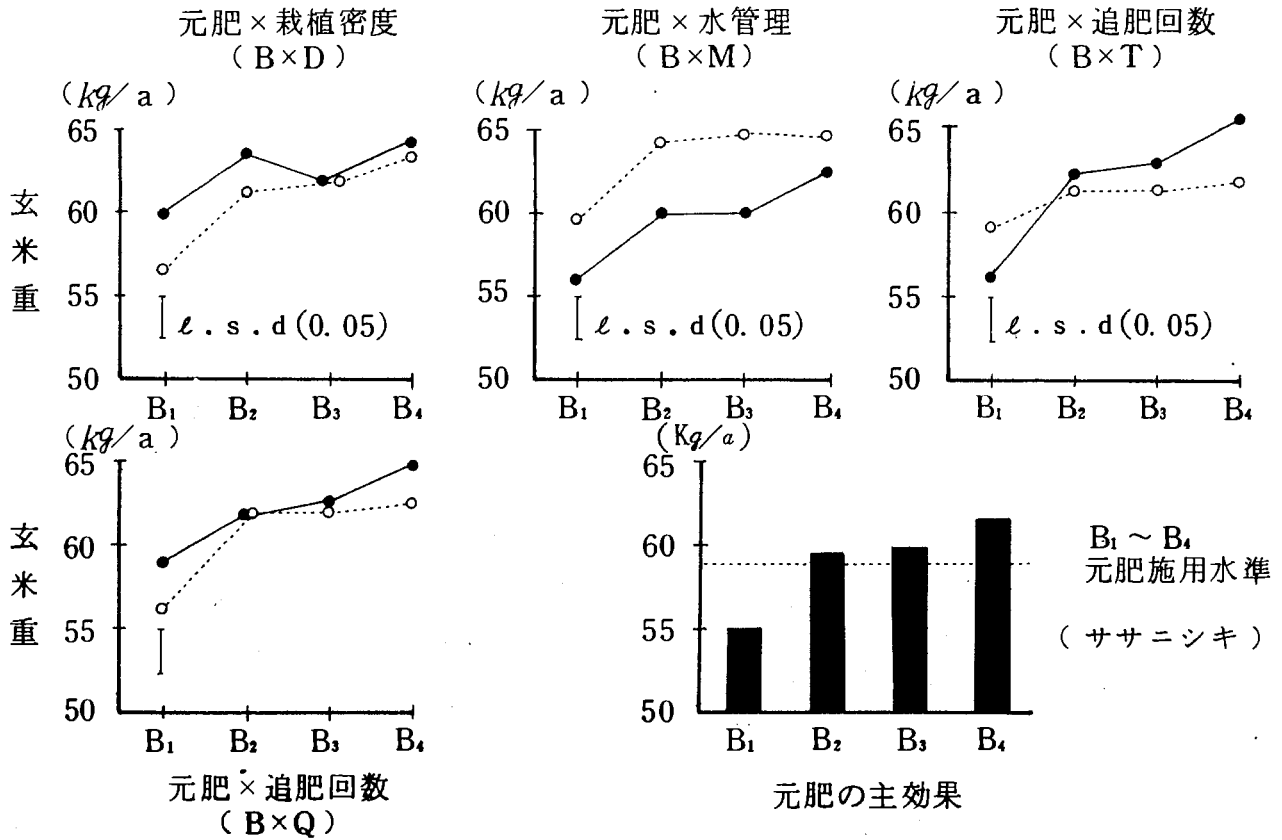 元肥×栽植密度
(B×D)
元肥×水管理
(B×M)
元肥×追肥回数
(B×T)
(kg/a)
(kg/a)
(kg/a)
65
60
55
50
65
60
55
50
65
60
55
50
玄米重
ℓ.s.d(0.05)
ℓ.s.d(0.05)
ℓ.s.d(0.05)
B₁ B₂ B₃ B₄
B₁ B₂ B₃ B₄
B₁ B₂ B₃ B₄
(kg/a)
(Kg/a)
65
60
55
50
65
60
55
50
玄米重
B₁~B₄
元肥施用水準
(ササニシキ)
B₁ B₂ B₃ B₄
B₁ B₂ B₃ B₄
元肥×追肥回数
(B×Q)
元肥の主効果